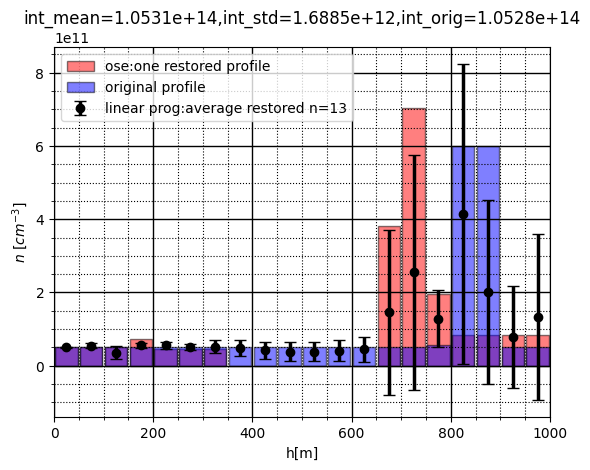 int_mean=1.0531e+14,int_std=1.6885e+12,int_orig=1.0528e+14
1e11
ose:one restored profile
original profile
linear prog:average restored n=13
8
6
4
2
0
n [cm⁻³]
0 200 400 600 800 1000
h[m]